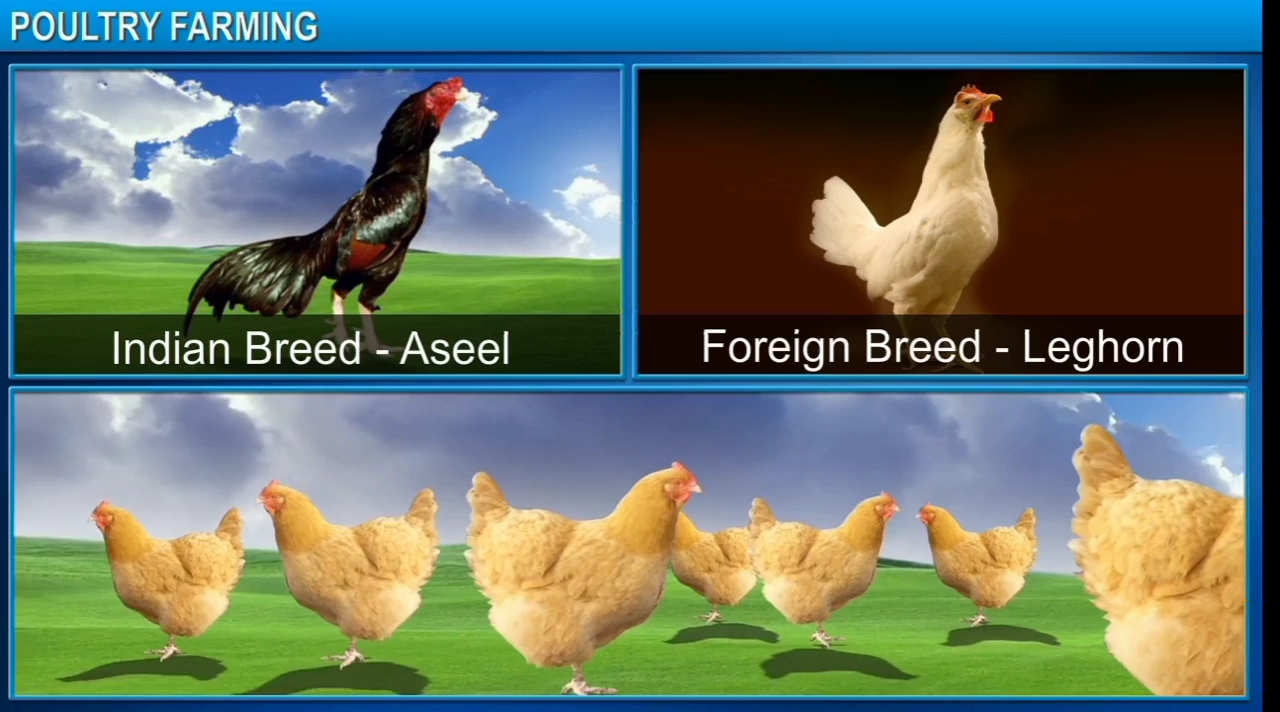 POULTRY FARMING
Indian Breed - Aseel
Foreign Breed - Leghorn